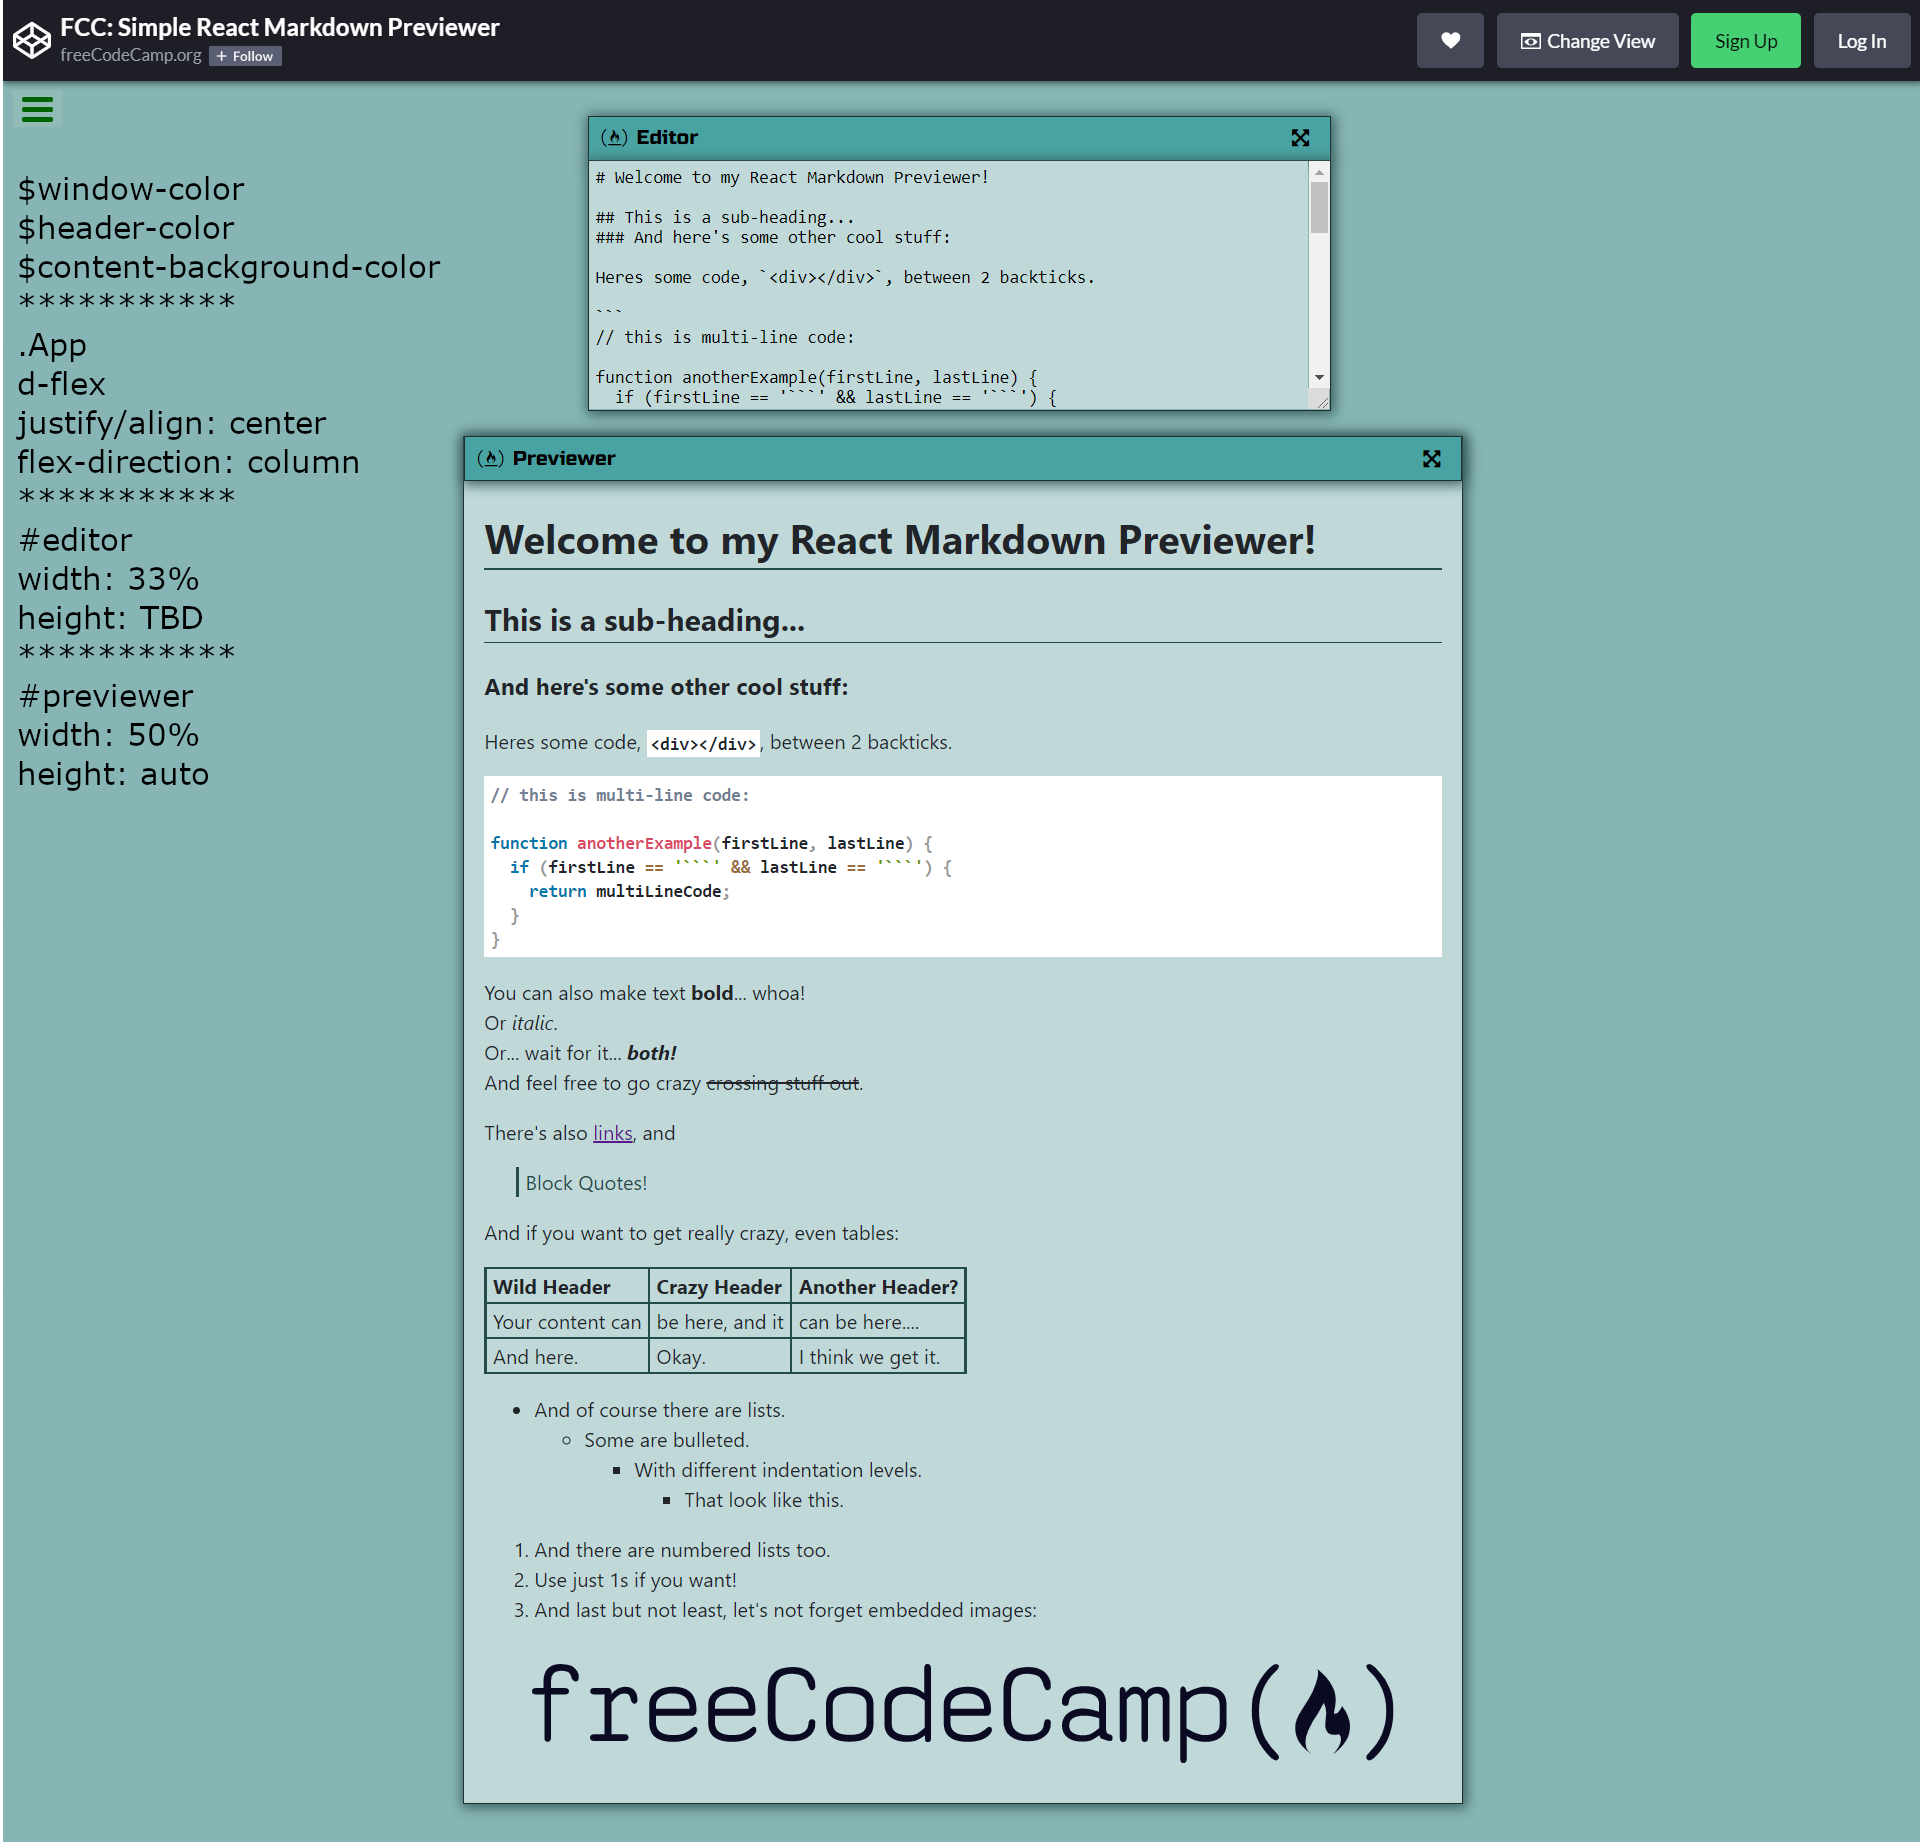 FCC: Simple React Markdown Previewer
freeCodeCamp.org + Follow
Change View
Sign Up
Log In
$window-color
$header-color
$content-background-color
***********
.App
d-flex
justify/align: center
flex-direction: column
***********
#editor
width: 33%
height: TBD
***********
#previewer
width: 50%
height: auto
Editor
# Welcome to my React Markdown Previewer!
## This is a sub-heading...
### And here's some other cool stuff:
Heres some code, `<div></div>`, between 2 backticks.
```
// this is multi-line code:
function anotherExample(firstLine, lastLine) {
  if (firstLine == '```' && lastLine == '```') {
Previewer
Welcome to my React Markdown Previewer!
This is a sub-heading...
And here's some other cool stuff:
Heres some code, <div></div>, between 2 backticks.
// this is multi-line code:
function anotherExample(firstLine, lastLine) {
  if (firstLine == '```' && lastLine == '```') {
    return multiLineCode;
  }
}
You can also make text bold... whoa!
Or italic.
Or... wait for it... both!
And feel free to go crazy crossing stuff out.
There's also links, and
Block Quotes!
And if you want to get really crazy, even tables:
Wild Header Crazy Header Another Header?
Your content can be here, and it can be here....
And here. Okay. I think we get it.
And of course there are lists.
Some are bulleted.
With different indentation levels.
That look like this.
1. And there are numbered lists too.
2. Use just 1s if you want!
3. And last but not least, let's not forget embedded images:
freeCodeCamp